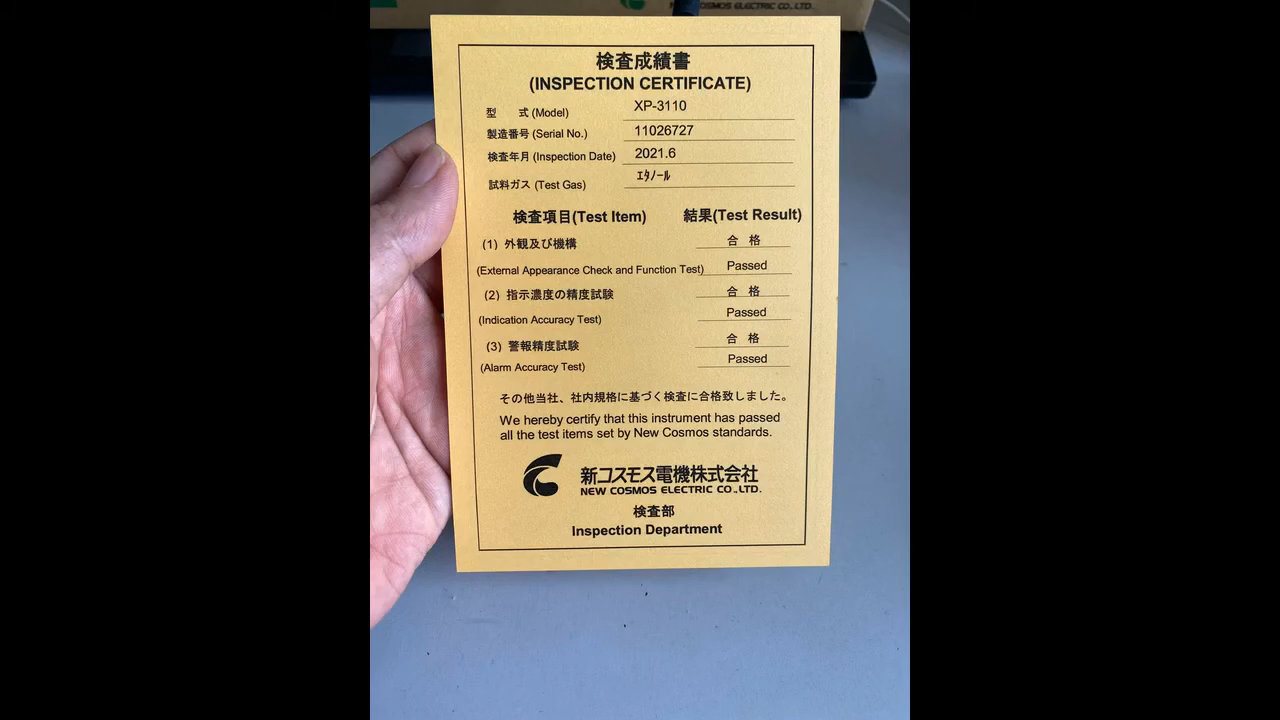 COSMOS ELECTRIC CO., LTD.
検査成績書
(INSPECTION CERTIFICATE)
型 式 (Model) XP-3110
製造番号 (Serial No.) 11026727
検査年月 (Inspection Date) 2021.6
試料ガス (Test Gas) ｴﾀﾉｰﾙ
検査項目(Test Item) 結果(Test Result)
(1) 外観及び機構 合 格
(External Appearance Check and Function Test) Passed
(2) 指示濃度の精度試験 合 格
(Indication Accuracy Test) Passed
(3) 警報精度試験 合 格
(Alarm Accuracy Test) Passed
その他当社、社内規格に基づく検査に合格致しました。
We hereby certify that this instrument has passed
all the test items set by New Cosmos standards.
新コスモス電機株式会社
NEW COSMOS ELECTRIC CO.,LTD.
検査部
Inspection Department